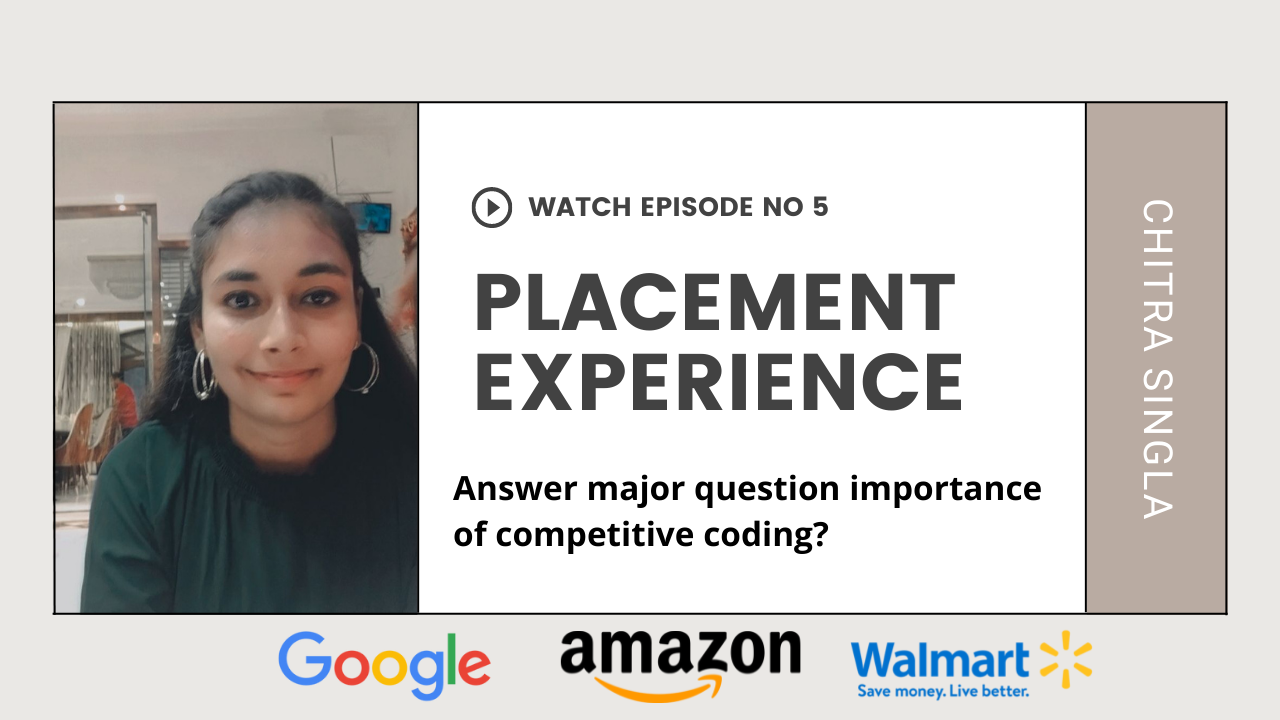 WATCH EPISODE NO 5
PLACEMENT
EXPERIENCE
Answer major question importance
of competitive coding?
CHITRA SINGLA
Google
amazon
Walmart
Save money. Live better.